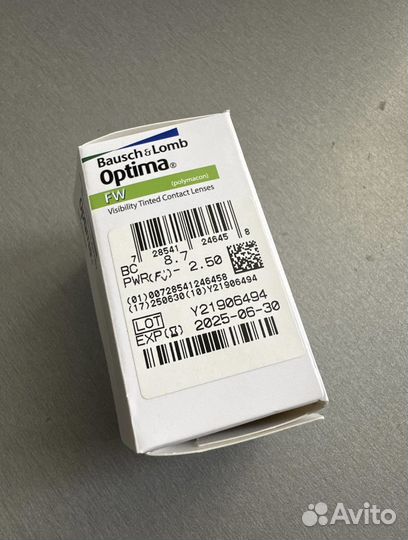 Bausch & Lomb
Optima®
FW (polymacon)
Visibility Tinted Contact Lenses
7 28541 24645 8
BC 8.7
PWR(F'V)- 2.50
(01)00728541246458
(17)250630(10)Y21906494
LOT Y21906494
EXP(⧖) 2025-06-30
Avito